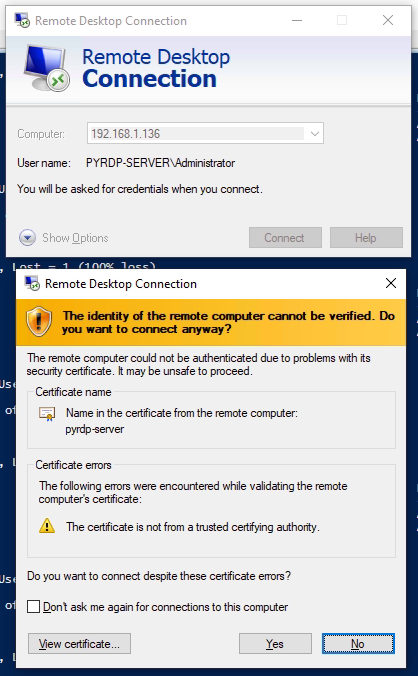 Remote Desktop Connection
Remote Desktop
Connection
Computer:
192.168.1.136
User name:
PYRDP-SERVER\Administrator
You will be asked for credentials when you connect.
Show Options
Connect
Help
, Lost = 1 (100% loss)
Remote Desktop Connection
The identity of the remote computer cannot be verified. Do
you want to connect anyway?
The remote computer could not be authenticated due to problems with its
security certificate. It may be unsafe to proceed.
Certificate name
Name in the certificate from the remote computer:
pyrdp-server
Certificate errors
The following errors were encountered while validating the remote
computer's certificate:
The certificate is not from a trusted certifying authority.
Do you want to connect despite these certificate errors?
Don't ask me again for connections to this computer
View certificate...
Yes
No